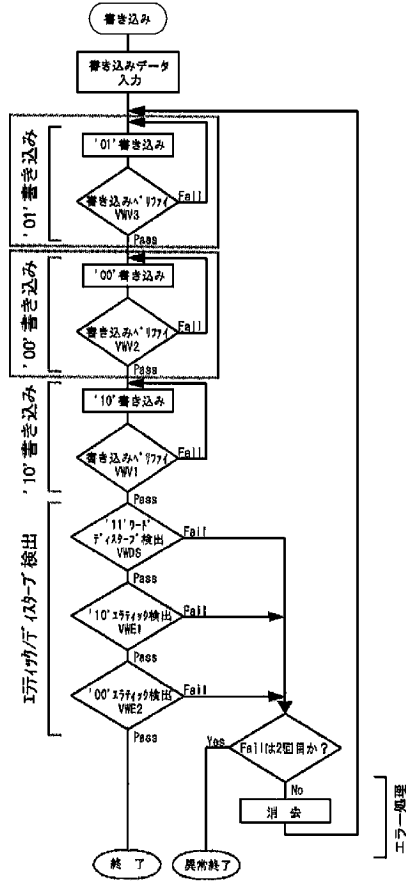 書き込み
書き込みデータ
入力
'01'書き込み
'01'書き込み
書き込みベリファイ
VWV3
Fail
Pass
'00'書き込み
'00'書き込み
書き込みベリファイ
VWV2
Fail
Pass
'10'書き込み
'10'書き込み
書き込みベリファイ
VWV1
Fail
Pass
エラティック/ディスターブ検出
'11'ワード
ディスターブ検出
VWDS
Fail
Pass
'10'エラティック検出
VWE1
Fail
Pass
'00'エラティック検出
VWE2
Fail
Pass
Failは2回目か?
Yes
No
消去
エラー処理
終了
異常終了